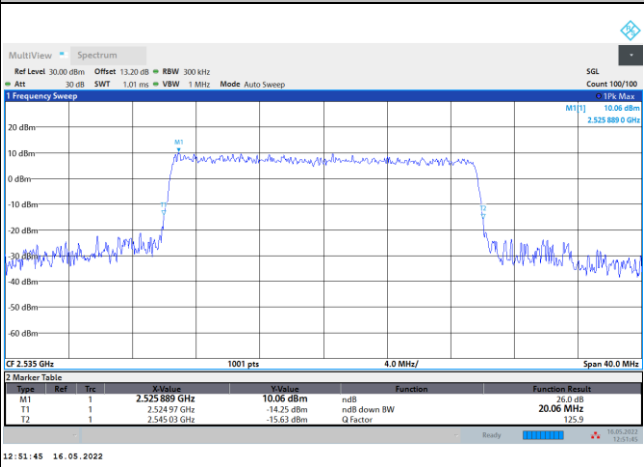 MultiView Spectrum
Ref Level 30.00 dBm Offset 13.20 dB RBW 300 kHz SGL
Att 30 dB SWT 1.01 ms VBW 1 MHz Mode Auto Sweep Count 100/100
1 Frequency Sweep 1Pk Max
M1[1] 10.06 dBm
2.525 889 0 GHz
20 dBm
M1
10 dBm
0 dBm
-10 dBm
T1 T2
-20 dBm
-30 dBm
-40 dBm
-50 dBm
-60 dBm
CF 2.535 GHz 1001 pts 4.0 MHz/ Span 40.0 MHz
2 Marker Table
Type Ref Trc X-Value Y-Value Function Function Result
M1 1 2.525 889 GHz 10.06 dBm ndB 26.0 dB
T1 1 2.524 97 GHz -14.25 dBm ndB down BW 20.06 MHz
T2 1 2.545 03 GHz -15.63 dBm Q Factor 125.9
Ready 16.05.2022
12:51:45
12:51:45 16.05.2022